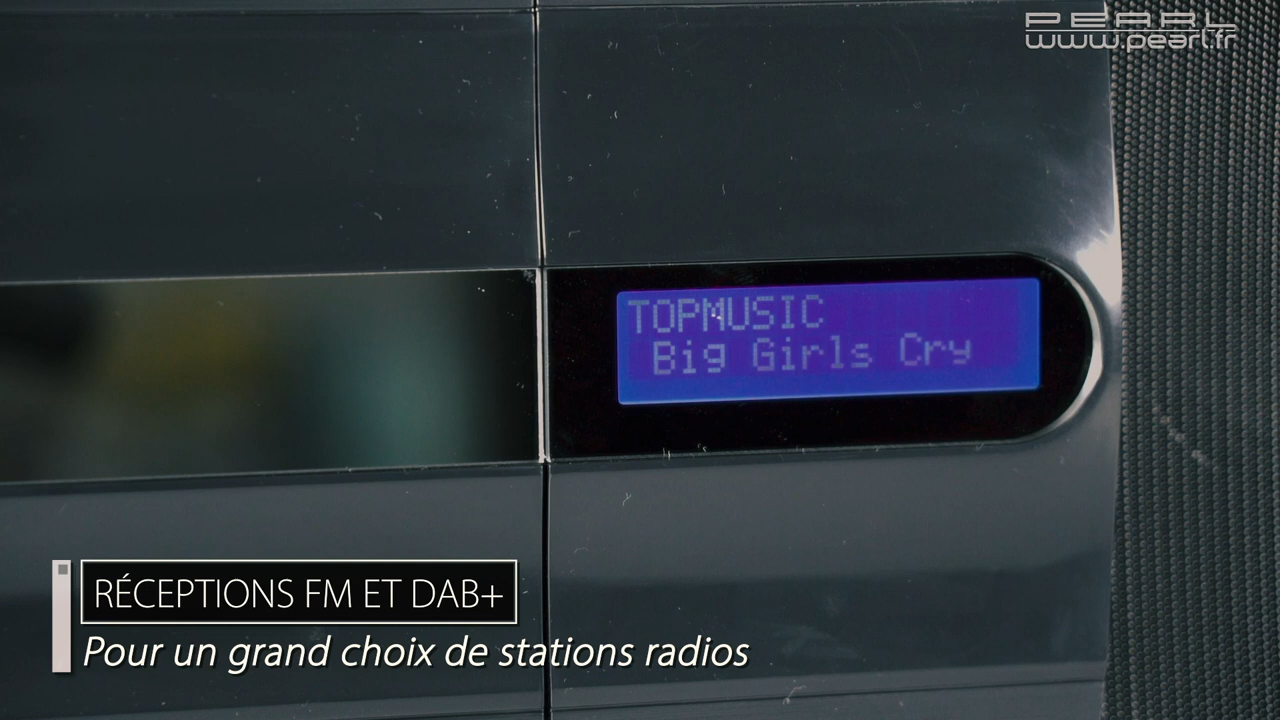 PEARL
www.pearl.fr
TOPMUSIC
Big Girls Cry
RÉCEPTIONS FM ET DAB+
Pour un grand choix de stations radios